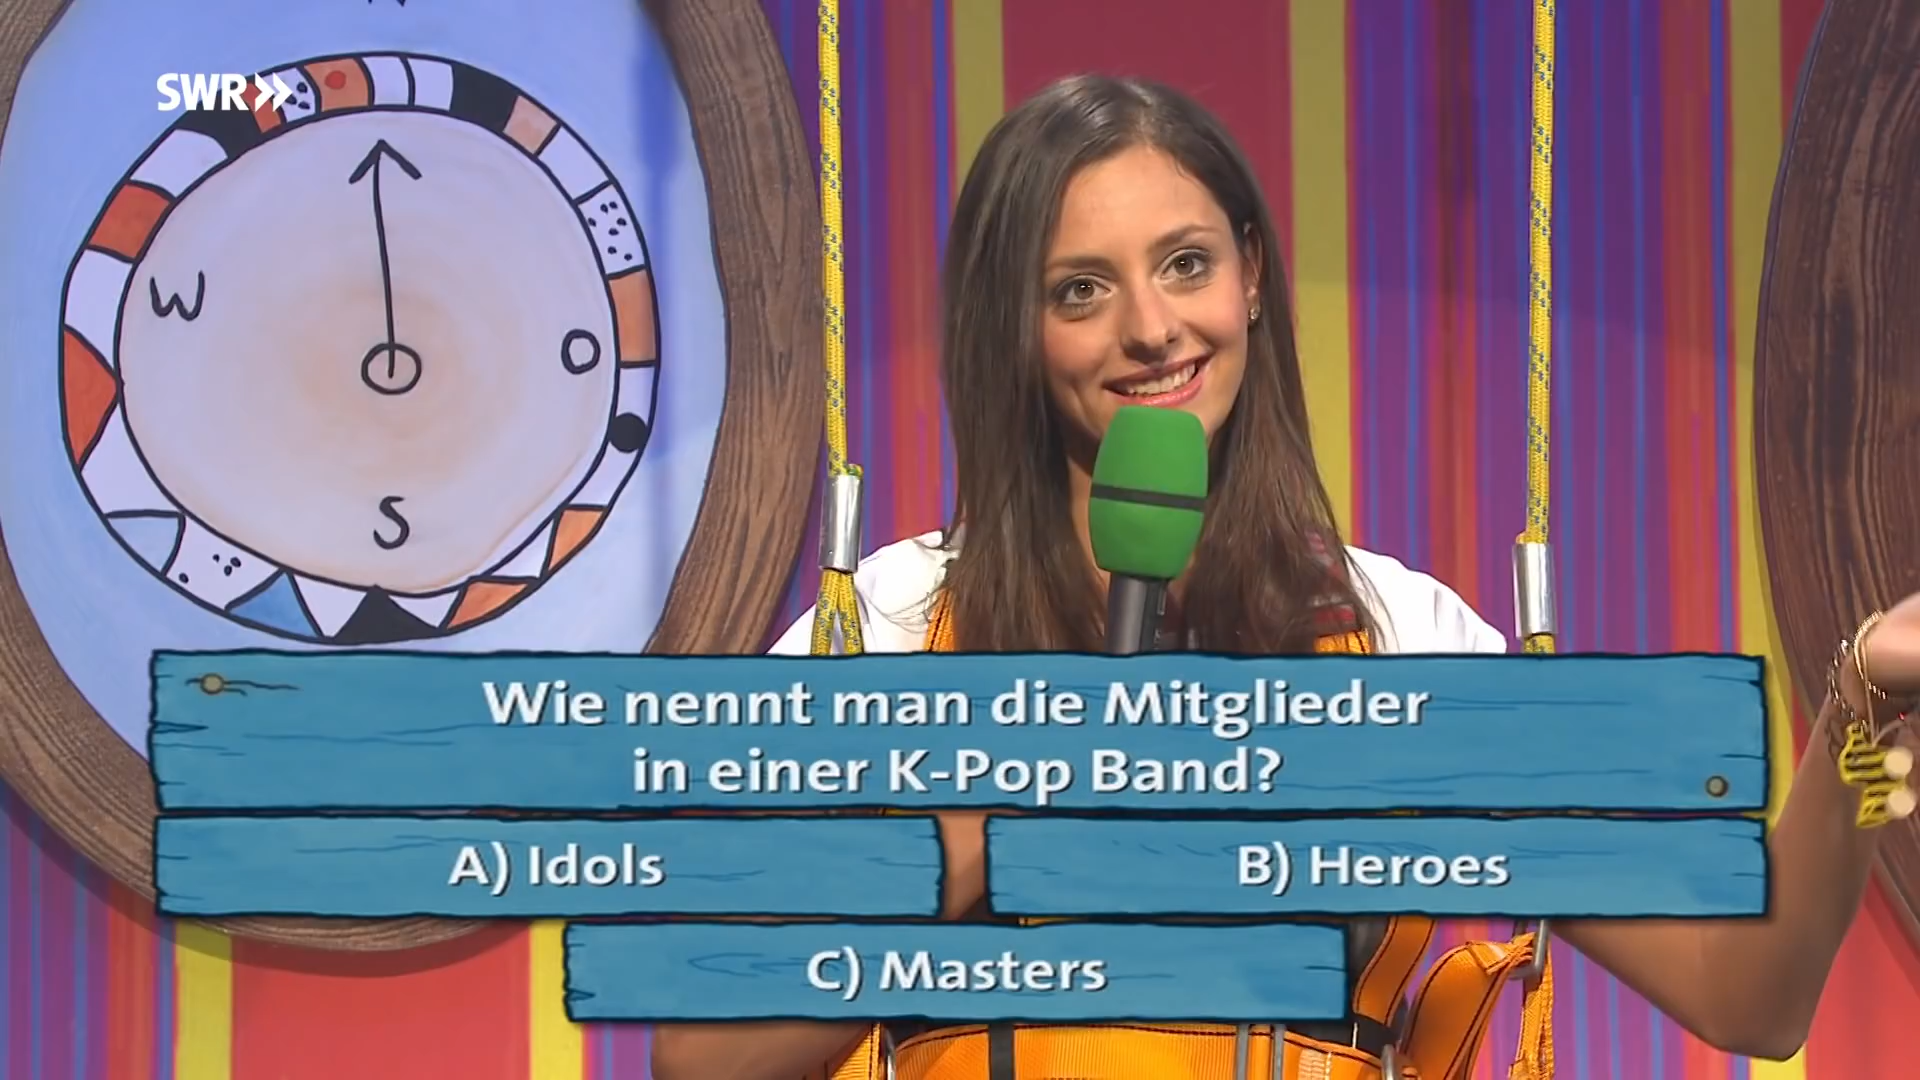 SWR
W
O
S
Wie nennt man die Mitglieder
in einer K-Pop Band?
A) Idols
B) Heroes
C) Masters